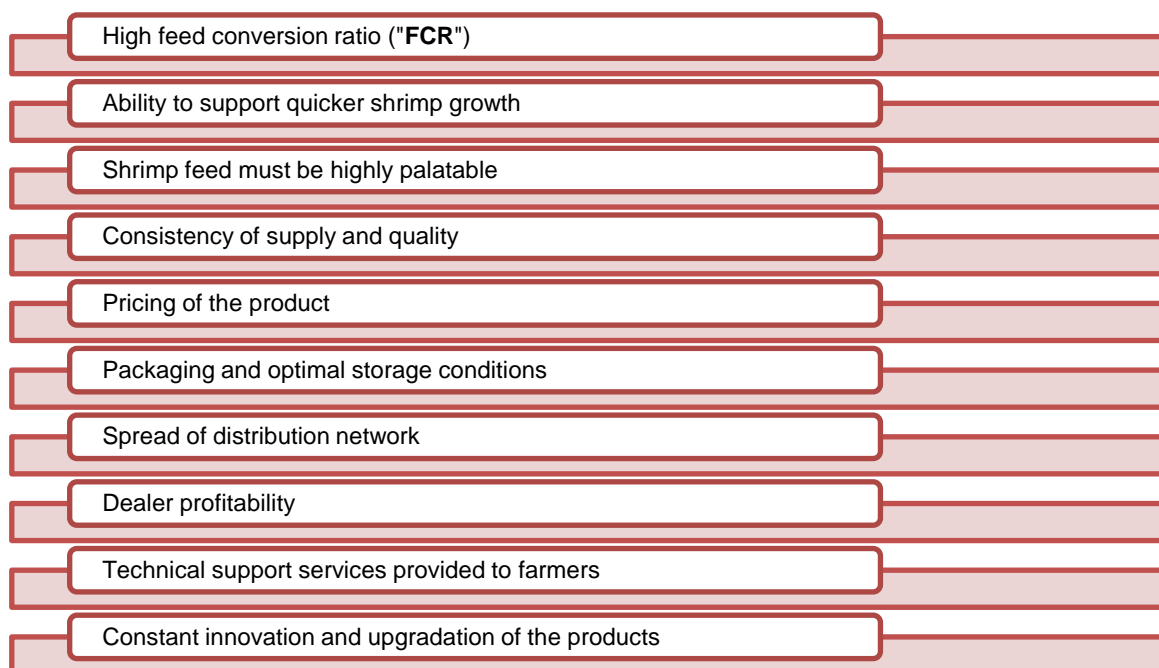 High feed conversion ratio ("FCR")
Ability to support quicker shrimp growth
Shrimp feed must be highly palatable
Consistency of supply and quality
Pricing of the product
Packaging and optimal storage conditions
Spread of distribution network
Dealer profitability
Technical support services provided to farmers
Constant innovation and upgradation of the products